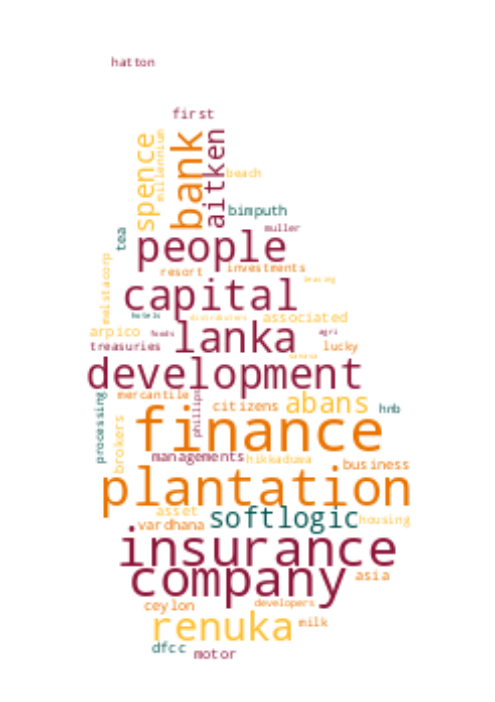 hatton
first
spence
millennium
bank
aitken
beach
bimputh
muller
tea
people
resort
investments
leasing
melstacorp
capital
hotels
distributors
associated
arpico
foods
lanka
agri
treasuries
lucky
development
mercantile
processing
phillips
citizens
abans
hnb
finance
brokers
managements
hikkaduwa
business
plantation
asset
softlogic
housing
vardhana
insurance
company
asia
ceylon
developers
renuka
milk
dfcc
motor